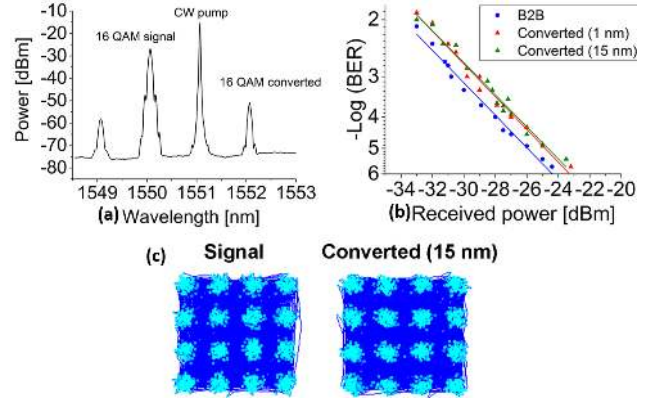 -10
-20
-30
-40
-50
-60
-70
-80
Power [dBm]
16 QAM signal
CW pump
16 QAM converted
1549 1550 1551 1552 1553
(a) Wavelength [nm]
2
3
4
5
6
-Log (BER)
B2B
Converted (1 nm)
Converted (15 nm)
-34 -32 -30 -28 -26 -24 -22 -20
(b) Received power [dBm]
(c) Signal Converted (15 nm)